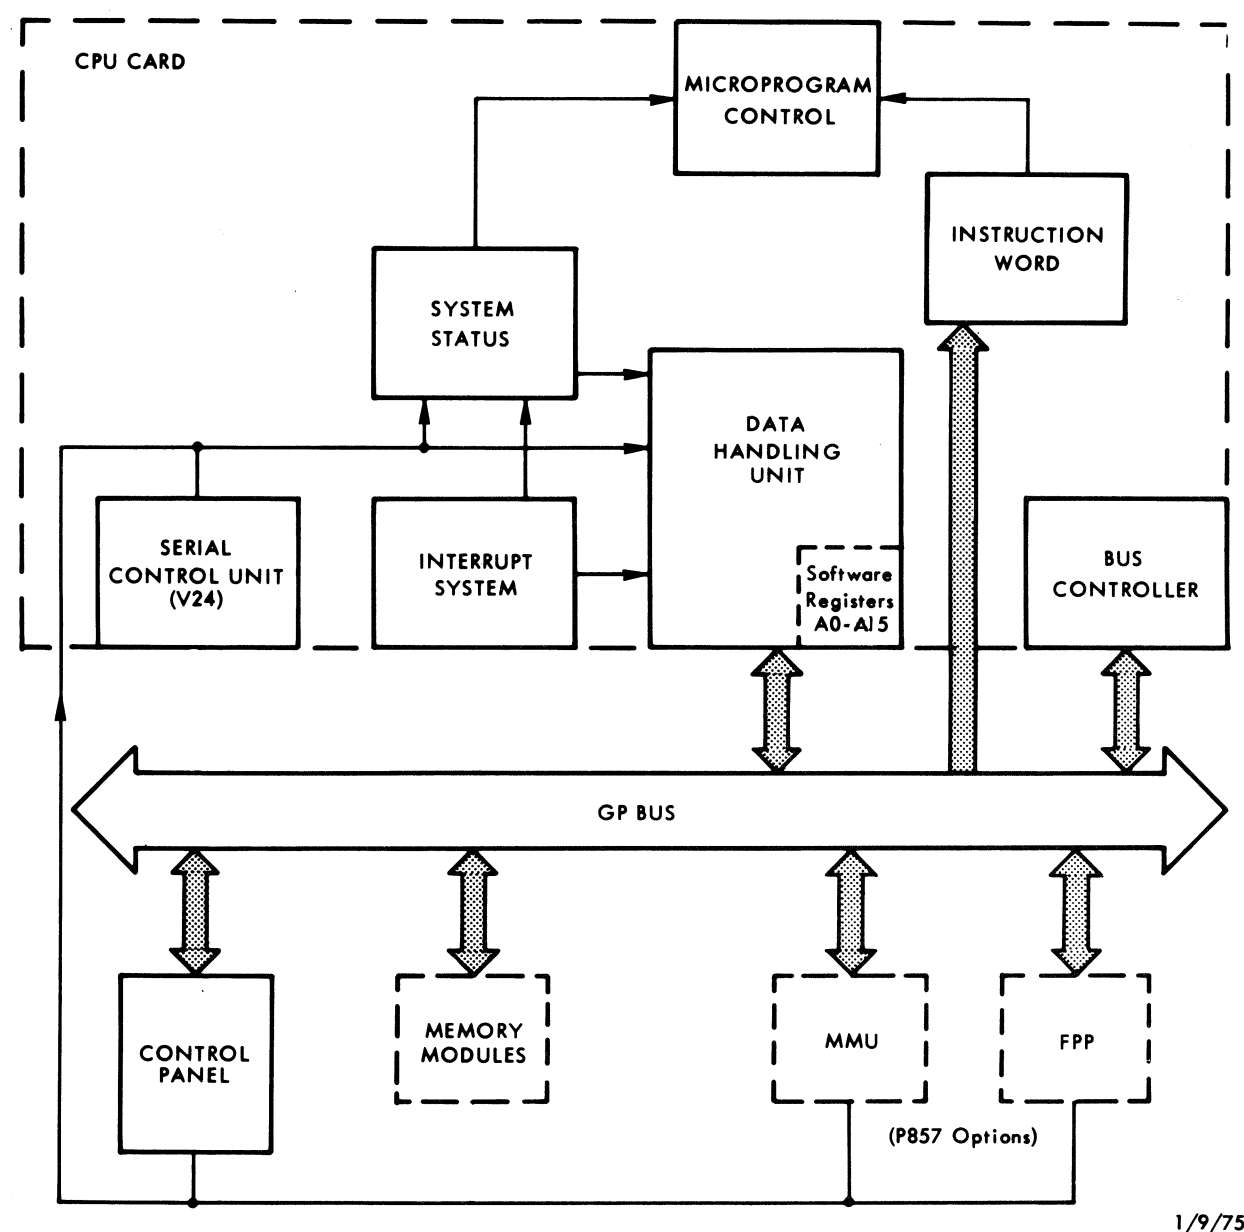 CPU CARD
MICROPROGRAM
CONTROL
INSTRUCTION
WORD
SYSTEM
STATUS
DATA
HANDLING
UNIT
SERIAL
CONTROL UNIT
(V24)
INTERRUPT
SYSTEM
Software
Registers
A0-A15
BUS
CONTROLLER
GP BUS
CONTROL
PANEL
MEMORY
MODULES
MMU
FPP
(P857 Options)
1/9/75